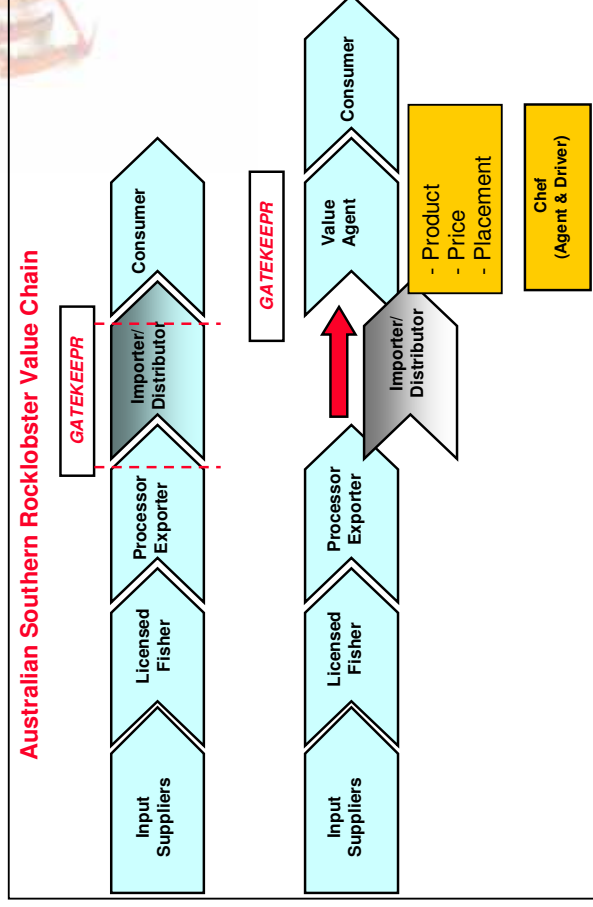 Australian Southern Rocklobster Value Chain
GATEKEEPR
Input
Suppliers
Licensed
Fisher
Processor
Exporter
Importer/
Distributor
Consumer
GATEKEEPR
Input
Suppliers
Licensed
Fisher
Processor
Exporter
Importer/
Distributor
Value
Agent
Consumer
- Product
- Price
- Placement
Chef
(Agent & Driver)